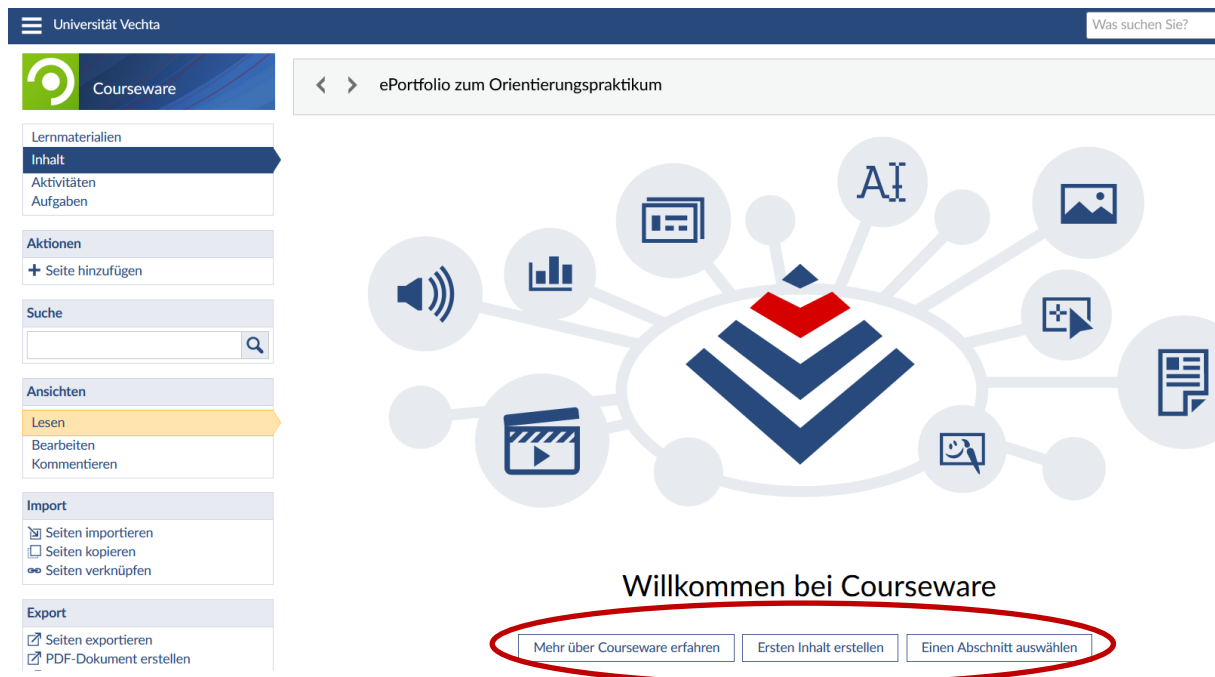 Universität Vechta
Was suchen Sie?
Courseware
ePortfolio zum Orientierungspraktikum
Lernmaterialien
Inhalt
Aktivitäten
Aufgaben
Aktionen
Seite hinzufügen
Suche
Ansichten
Lesen
Bearbeiten
Kommentieren
Import
Seiten importieren
Seiten kopieren
Seiten verknüpfen
Export
Seiten exportieren
PDF-Dokument erstellen
AI
Willkommen bei Courseware
Mehr über Courseware erfahren
Ersten Inhalt erstellen
Einen Abschnitt auswählen